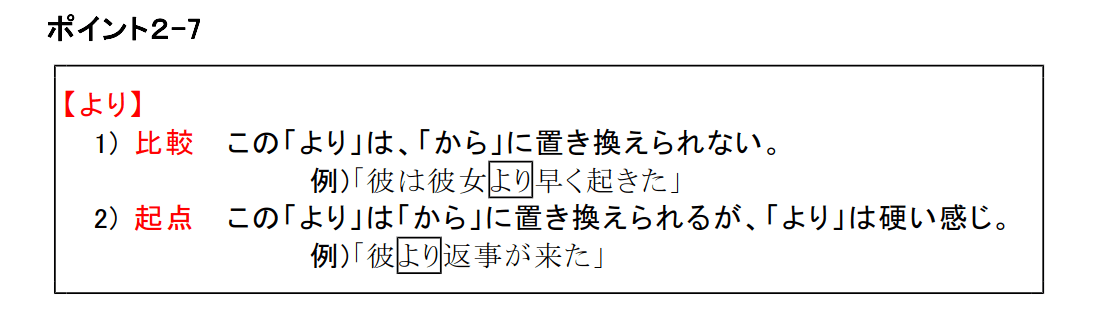 ポイント２-７
【より】
1) 比較　この「より」は、「から」に置き換えられない。
例)「彼は彼女より早く起きた」
2) 起点　この「より」は「から」に置き換えられるが、「より」は硬い感じ。
例)「彼より返事が来た」